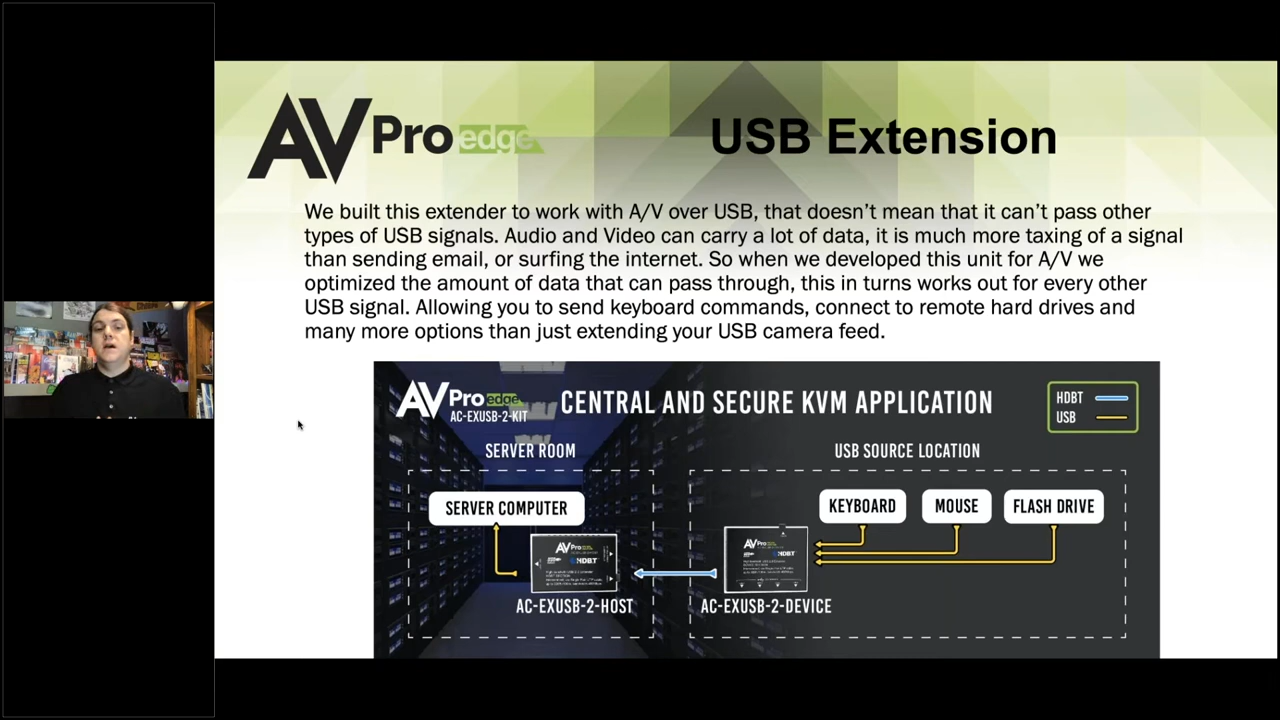 AVPro edge
USB Extension
We built this extender to work with A/V over USB, that doesn't mean that it can't pass other
types of USB signals. Audio and Video can carry a lot of data, it is much more taxing of a signal
than sending email, or surfing the internet. So when we developed this unit for A/V we
optimized the amount of data that can pass through, this in turns works out for every other
USB signal. Allowing you to send keyboard commands, connect to remote hard drives and
many more options than just extending your USB camera feed.
AVPro edge
AC-EXUSB-2-KIT
CENTRAL AND SECURE KVM APPLICATION
HDBT
USB
SERVER ROOM
USB SOURCE LOCATION
SERVER COMPUTER
KEYBOARD
MOUSE
FLASH DRIVE
AVPro
HDBT
AVPro
HDBT
AC-EXUSB-2-HOST
AC-EXUSB-2-DEVICE